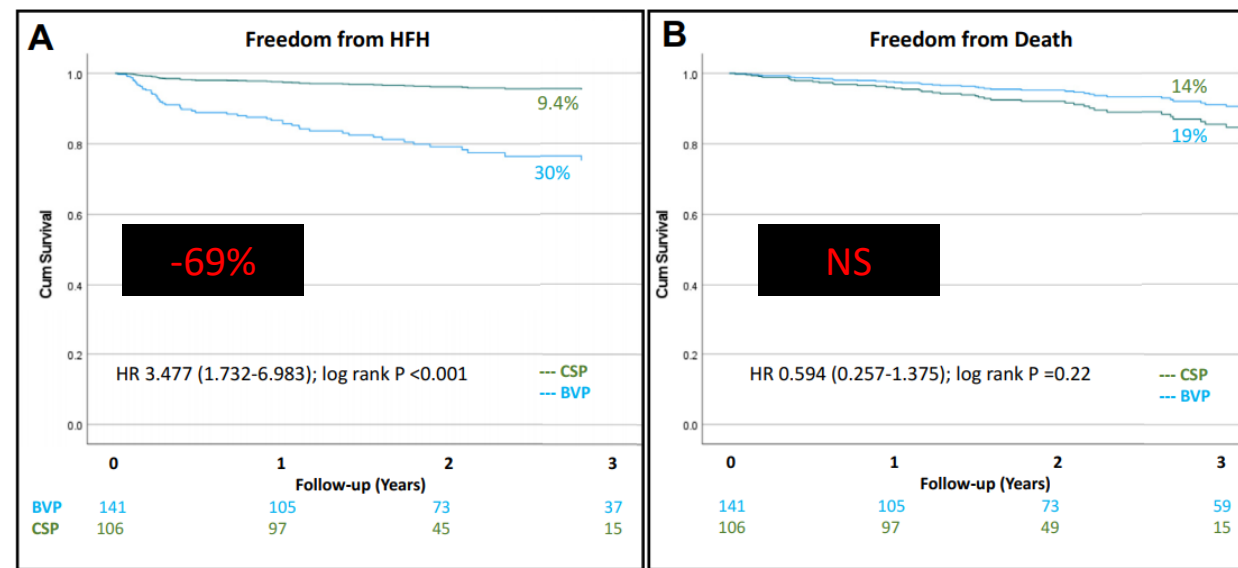 A
Freedom from HFH
Cum Survival
1.0
0.8
0.6
0.4
0.2
0.0
9.4%
30%
-69%
HR 3.477 (1.732-6.983); log rank P <0.001
--- CSP
--- BVP
0 1 2 3
Follow-up (Years)
BVP 141 105 73 37
CSP 106 97 45 15
B
Freedom from Death
Cum Survival
1.0
0.8
0.6
0.4
0.2
0.0
14%
19%
NS
HR 0.594 (0.257-1.375); log rank P =0.22
--- CSP
--- BVP
0 1 2 3
Follow-up (Years)
141 105 73 59
106 97 49 15